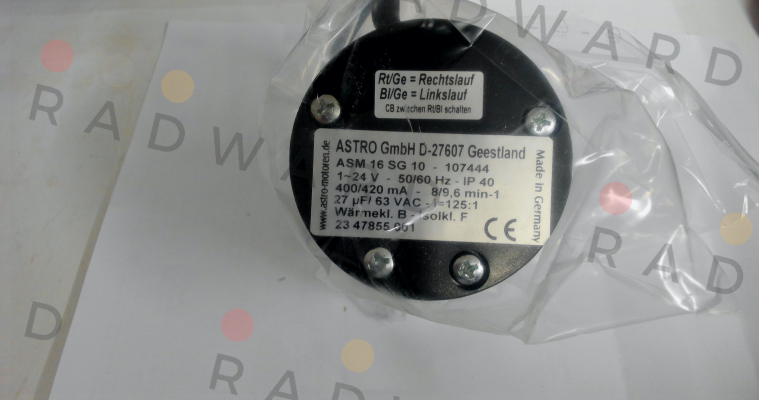 RADWARD
Rt/Ge = Rechtslauf
Bl/Ge = Linkslauf
CB zwischen Rt/Bl schalten
www.astro-motoren.de
ASTRO GmbH D-27607 Geestland
ASM 16 SG 10 - 107444
1~24 V - 50/60 Hz - IP 40
400/420 mA - 8/9,6 min-1
27 µF/ 63 VAC - i=125:1
Wärmekl. B - Isolkl. F
23 47855 001
CE
Made in Germany
RADWARD
RAD
D
RADWARD